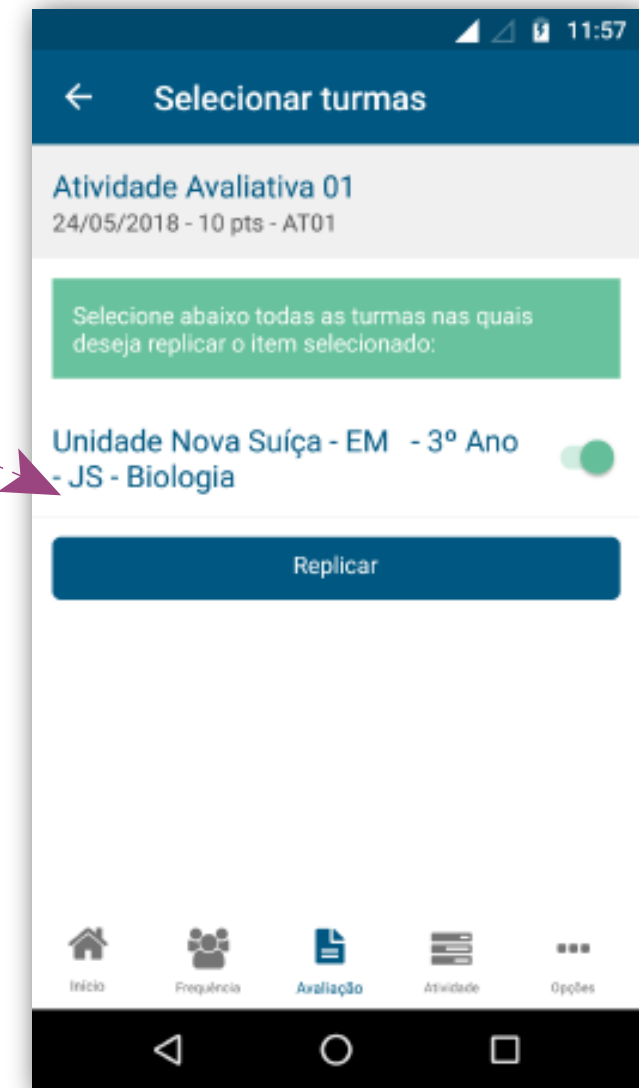 11:57
Selecionar turmas
Atividade Avaliativa 01
24/05/2018 - 10 pts - AT01
Selecione abaixo todas as turmas nas quais
deseja replicar o item selecionado:
Unidade Nova Suíça - EM - 3º Ano
- JS - Biologia
Replicar
Início Frequência Avaliação Atividade Opções